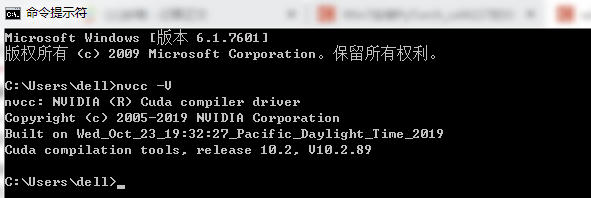 命令提示符
Microsoft Windows [版本 6.1.7601]
版权所有 (c) 2009 Microsoft Corporation。保留所有权利。
C:\Users\dell>nvcc -V
nvcc: NVIDIA (R) Cuda compiler driver
Copyright (c) 2005-2019 NVIDIA Corporation
Built on Wed_Oct_23_19:32:27_Pacific_Daylight_Time_2019
Cuda compilation tools, release 10.2, V10.2.89
C:\Users\dell>